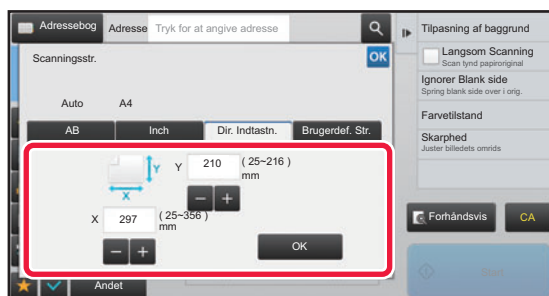 Adressebog
Adresse
Tryk for at angive adresse
Scanningsstr.
OK
Auto
A4
AB
Inch
Dir. Indtastn.
Brugerdef. Str.
Y
X
Y
210
( 25~216 )
mm
X
297
( 25~356 )
mm
OK
Andet
Tilpasning af baggrund
Langsom Scanning
Scan tynd papiroriginal
Ignorer Blank side
Spring blank side over i orig.
Farvetilstand
Skarphed
Juster billedets omrids
Forhåndsvis
CA
Start